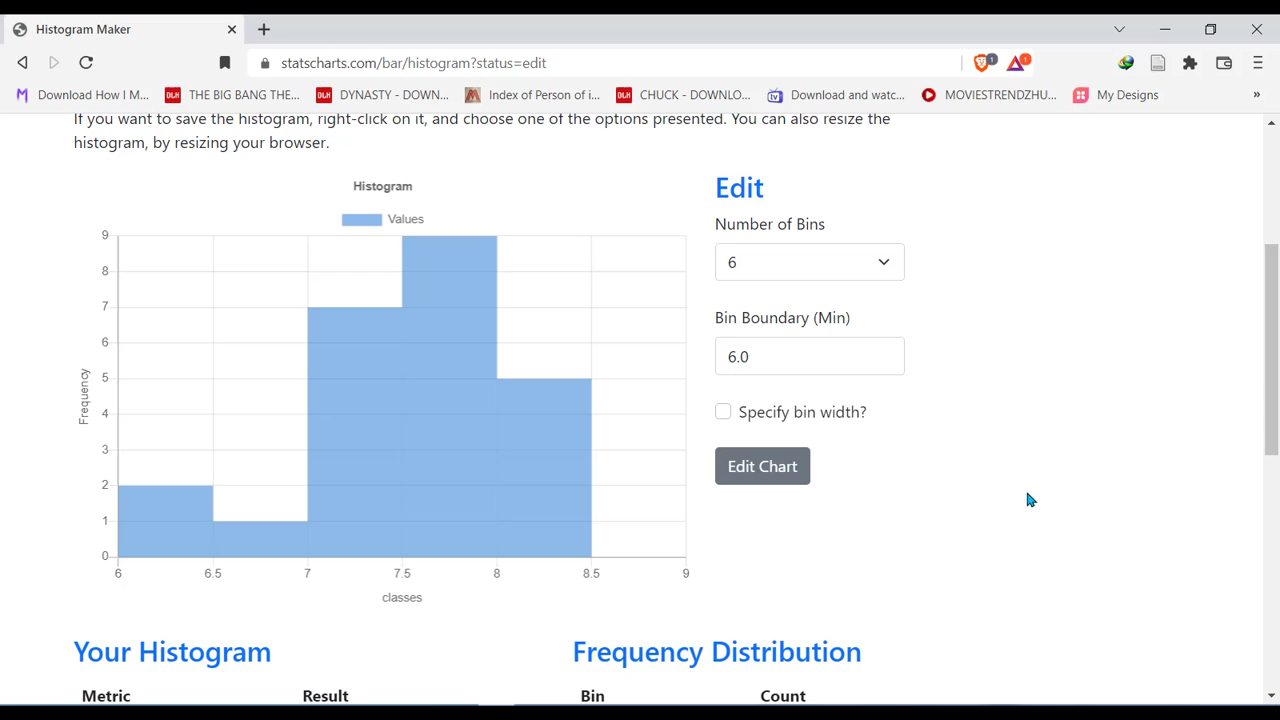 Histogram Maker
statscharts.com/bar/histogram?status=edit
1
1
Download How I M...
DLH THE BIG BANG THE...
DLH DYNASTY - DOWN...
Index of Person of i...
DLH CHUCK - DOWNLO...
Download and watc...
MOVIESTRENDZHU...
My Designs
»
If you want to save the histogram, right-click on it, and choose one of the options presented. You can also resize the
histogram, by resizing your browser.
Histogram
Values
9
8
7
6
5
4
3
2
1
0
Frequency
6 6.5 7 7.5 8 8.5 9
classes
Edit
Number of Bins
6
Bin Boundary (Min)
6.0
Specify bin width?
Edit Chart
Your Histogram
Metric Result
Frequency Distribution
Bin Count